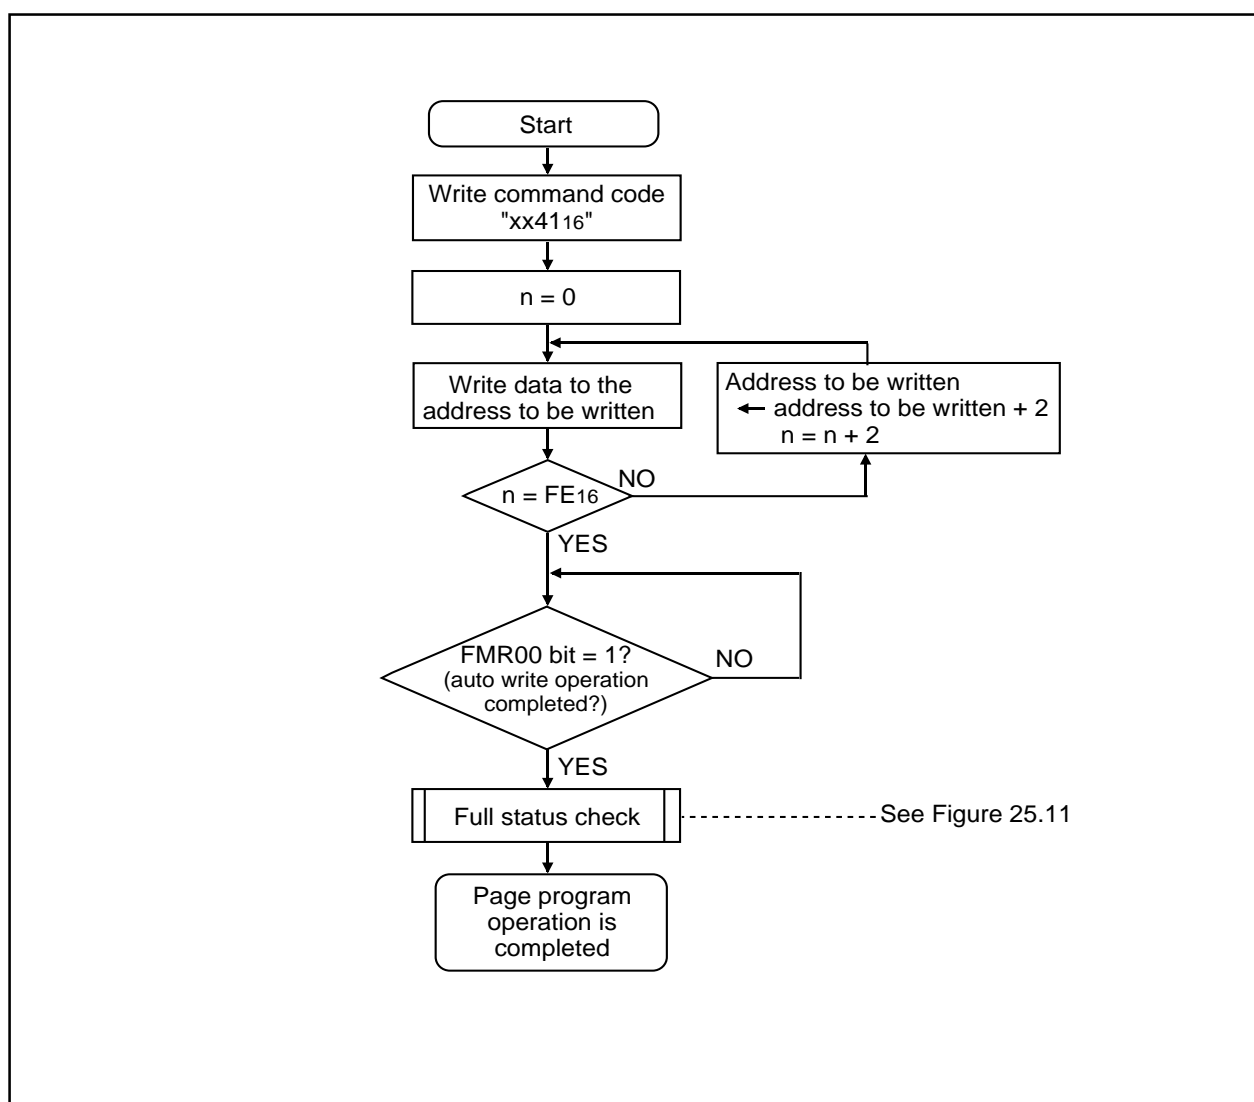 Start
Write command code
"xx4116"
n = 0
Write data to the
address to be written
Address to be written
← address to be written + 2
n = n + 2
n = FE16
NO
YES
FMR00 bit = 1?
(auto write operation
completed?)
NO
YES
Full status check
See Figure 25.11
Page program
operation is
completed